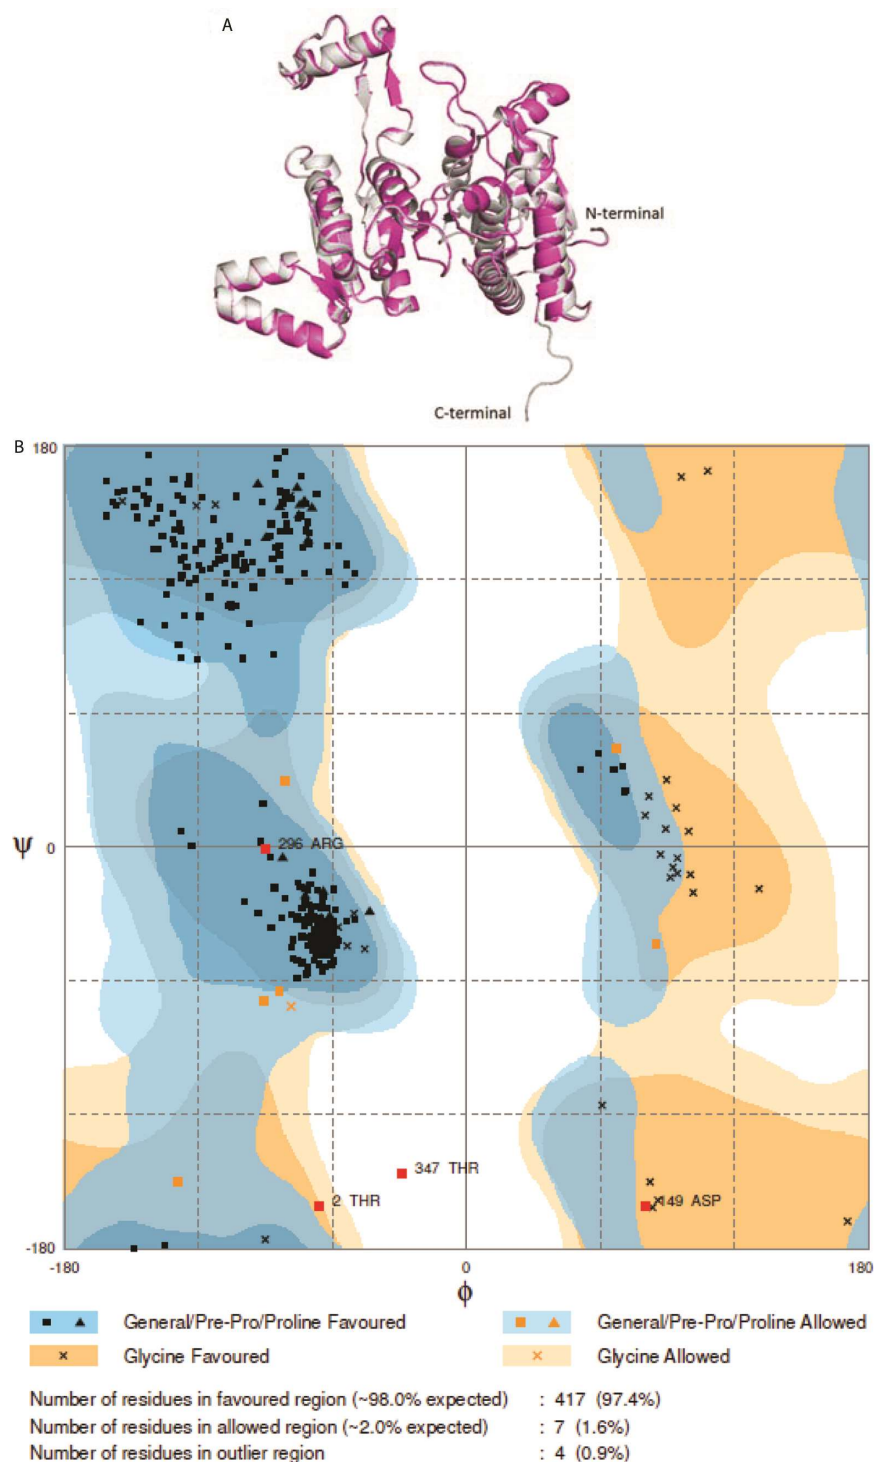 A
N-terminal
C-terminal
B
180
296 ARG
Ψ 0
347 THR
2 THR
149 ASP
-180
-180 0 180
ϕ
General/Pre-Pro/Proline Favoured
General/Pre-Pro/Proline Allowed
Glycine Favoured
Glycine Allowed
Number of residues in favoured region (~98.0% expected) : 417 (97.4%)
Number of residues in allowed region (~2.0% expected) : 7 (1.6%)
Number of residues in outlier region : 4 (0.9%)